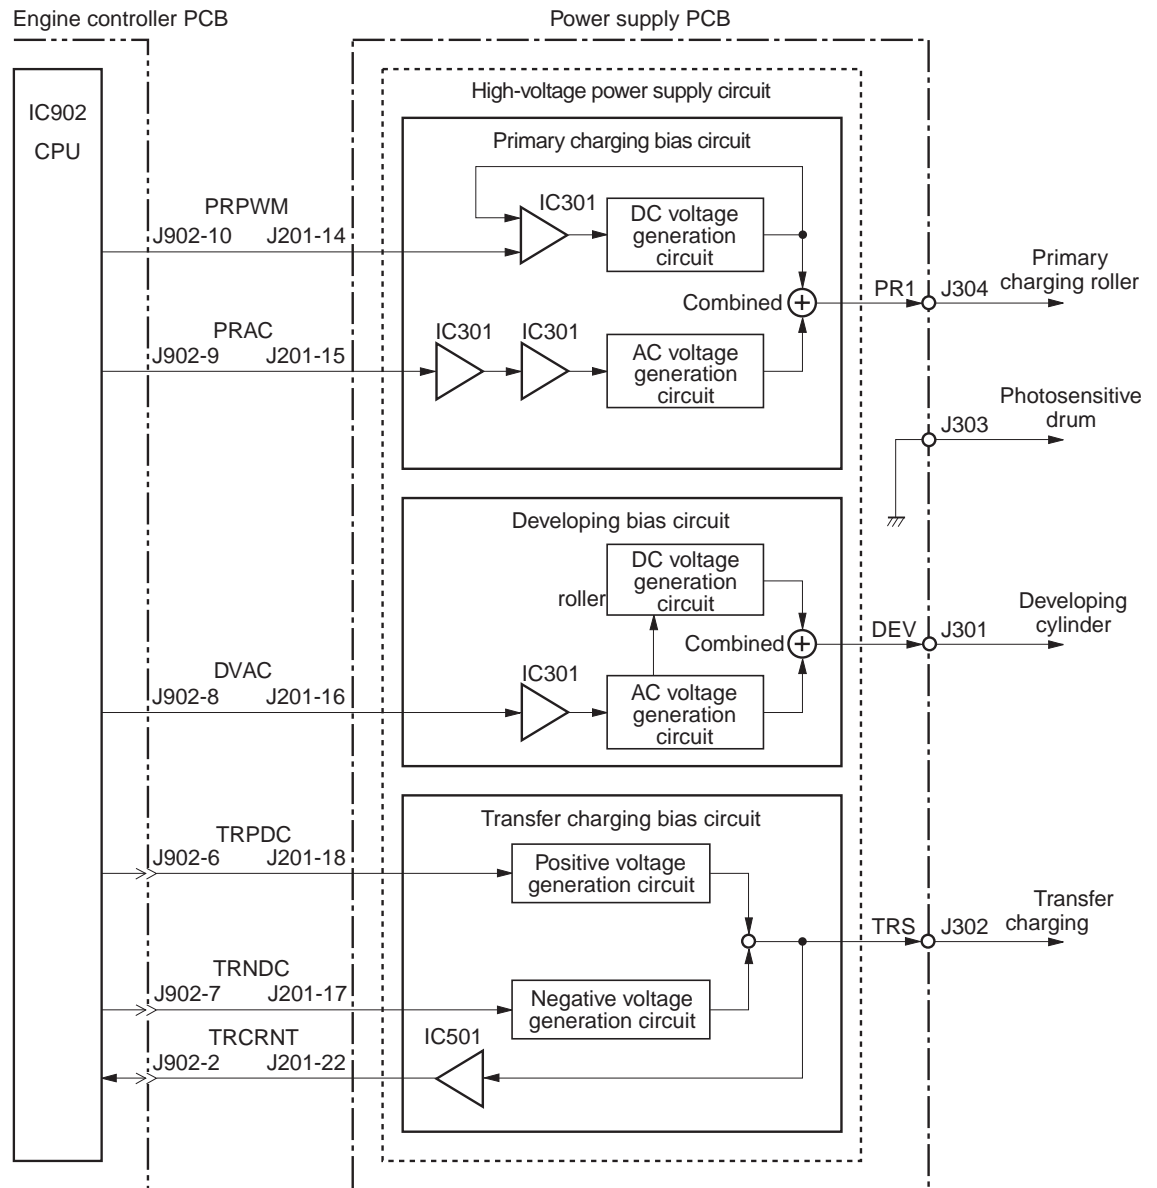 Engine controller PCB
Power supply PCB
IC902
CPU
High-voltage power supply circuit
Primary charging bias circuit
PRPWM
J902-10 J201-14
IC301
DC voltage
generation
circuit
Combined
PR1
J304
Primary
charging roller
PRAC
J902-9 J201-15
IC301
IC301
AC voltage
generation
circuit
J303
Photosensitive
drum
Developing bias circuit
DC voltage
generation
circuit
roller
Combined
DEV
J301
Developing
cylinder
DVAC
J902-8 J201-16
IC301
AC voltage
generation
circuit
Transfer charging bias circuit
TRPDC
J902-6 J201-18
Positive voltage
generation circuit
TRS
J302
Transfer
charging
TRNDC
J902-7 J201-17
Negative voltage
generation circuit
TRCRNT
J902-2 J201-22
IC501